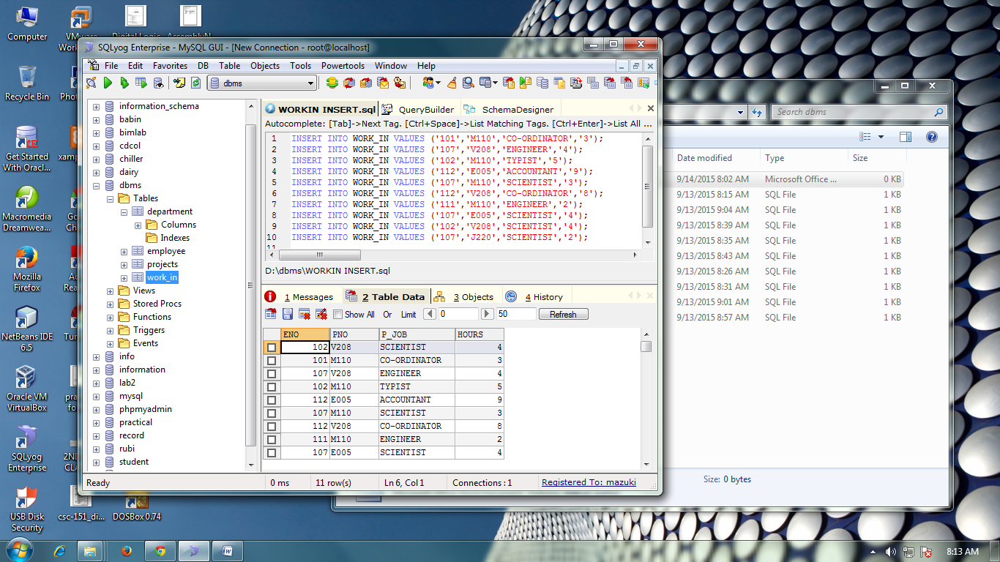 Computer
VMware
Work
Digital Logic
AssemblyN
Recycle Bin
Get Started With Oracl...
Macromedia Dreamwea...
Mozilla Firefox
NetBeans IDE 6.5
Oracle VM VirtualBox
SQLyog Enterprise
USB Disk Security
csc-151_di...
DOSBox 0.74
SQLyog Enterprise - MySQL GUI - [New Connection - root@localhost]
File Edit Favorites DB Table Objects Tools Powertools Window Help
dbms
information_schema
babin
bimlab
cdcol
chiller
dairy
dbms
Tables
department
Columns
Indexes
employee
projects
work_in
Views
Stored Procs
Functions
Triggers
Events
info
information
lab2
mysql
phpmyadmin
practical
record
rubi
student
WORKIN INSERT.sql QueryBuilder SchemaDesigner
Autocomplete: [Tab]->Next Tag. [Ctrl+Space]->List Matching Tags. [Ctrl+Enter]->List All ...
1 INSERT INTO WORK_IN VALUES ('101','M110','CO-ORDINATOR','3');
2 INSERT INTO WORK_IN VALUES ('107','V208','ENGINEER','4');
3 INSERT INTO WORK_IN VALUES ('102','M110','TYPIST','5');
4 INSERT INTO WORK_IN VALUES ('112','E005','ACCOUNTANT','9');
5 INSERT INTO WORK_IN VALUES ('107','M110','SCIENTIST','3');
6 INSERT INTO WORK_IN VALUES ('112','V208','CO-ORDINATOR','8');
7 INSERT INTO WORK_IN VALUES ('111','M110','ENGINEER','2');
8 INSERT INTO WORK_IN VALUES ('107','E005','SCIENTIST','4');
9 INSERT INTO WORK_IN VALUES ('102','V208','SCIENTIST','4');
10 INSERT INTO WORK_IN VALUES ('107','J220','SCIENTIST','2');
11
D:\dbms\WORKIN INSERT.sql
1 Messages 2 Table Data 3 Objects 4 History
Show All Or Limit 0 50 Refresh
ENO PNO P_JOB HOURS
102 V208 SCIENTIST 4
101 M110 CO-ORDINATOR 3
107 V208 ENGINEER 4
102 M110 TYPIST 5
112 E005 ACCOUNTANT 9
107 M110 SCIENTIST 3
112 V208 CO-ORDINATOR 8
111 M110 ENGINEER 2
107 E005 SCIENTIST 4
Ready 0 ms 11 row(s) Ln 6, Col 1 Connections : 1 Registered To: mazuki
Search dbms
Date modified Type Size
9/14/2015 8:02 AM Microsoft Office ... 0 KB
9/13/2015 8:15 AM SQL File 1 KB
9/13/2015 9:04 AM SQL File 1 KB
9/13/2015 8:39 AM SQL File 1 KB
9/13/2015 8:35 AM SQL File 1 KB
9/13/2015 8:43 AM SQL File 1 KB
9/13/2015 8:26 AM SQL File 1 KB
9/13/2015 8:31 AM SQL File 1 KB
9/13/2015 9:01 AM SQL File 1 KB
9/13/2015 8:57 AM SQL File 1 KB
Size: 0 bytes
8:13 AM